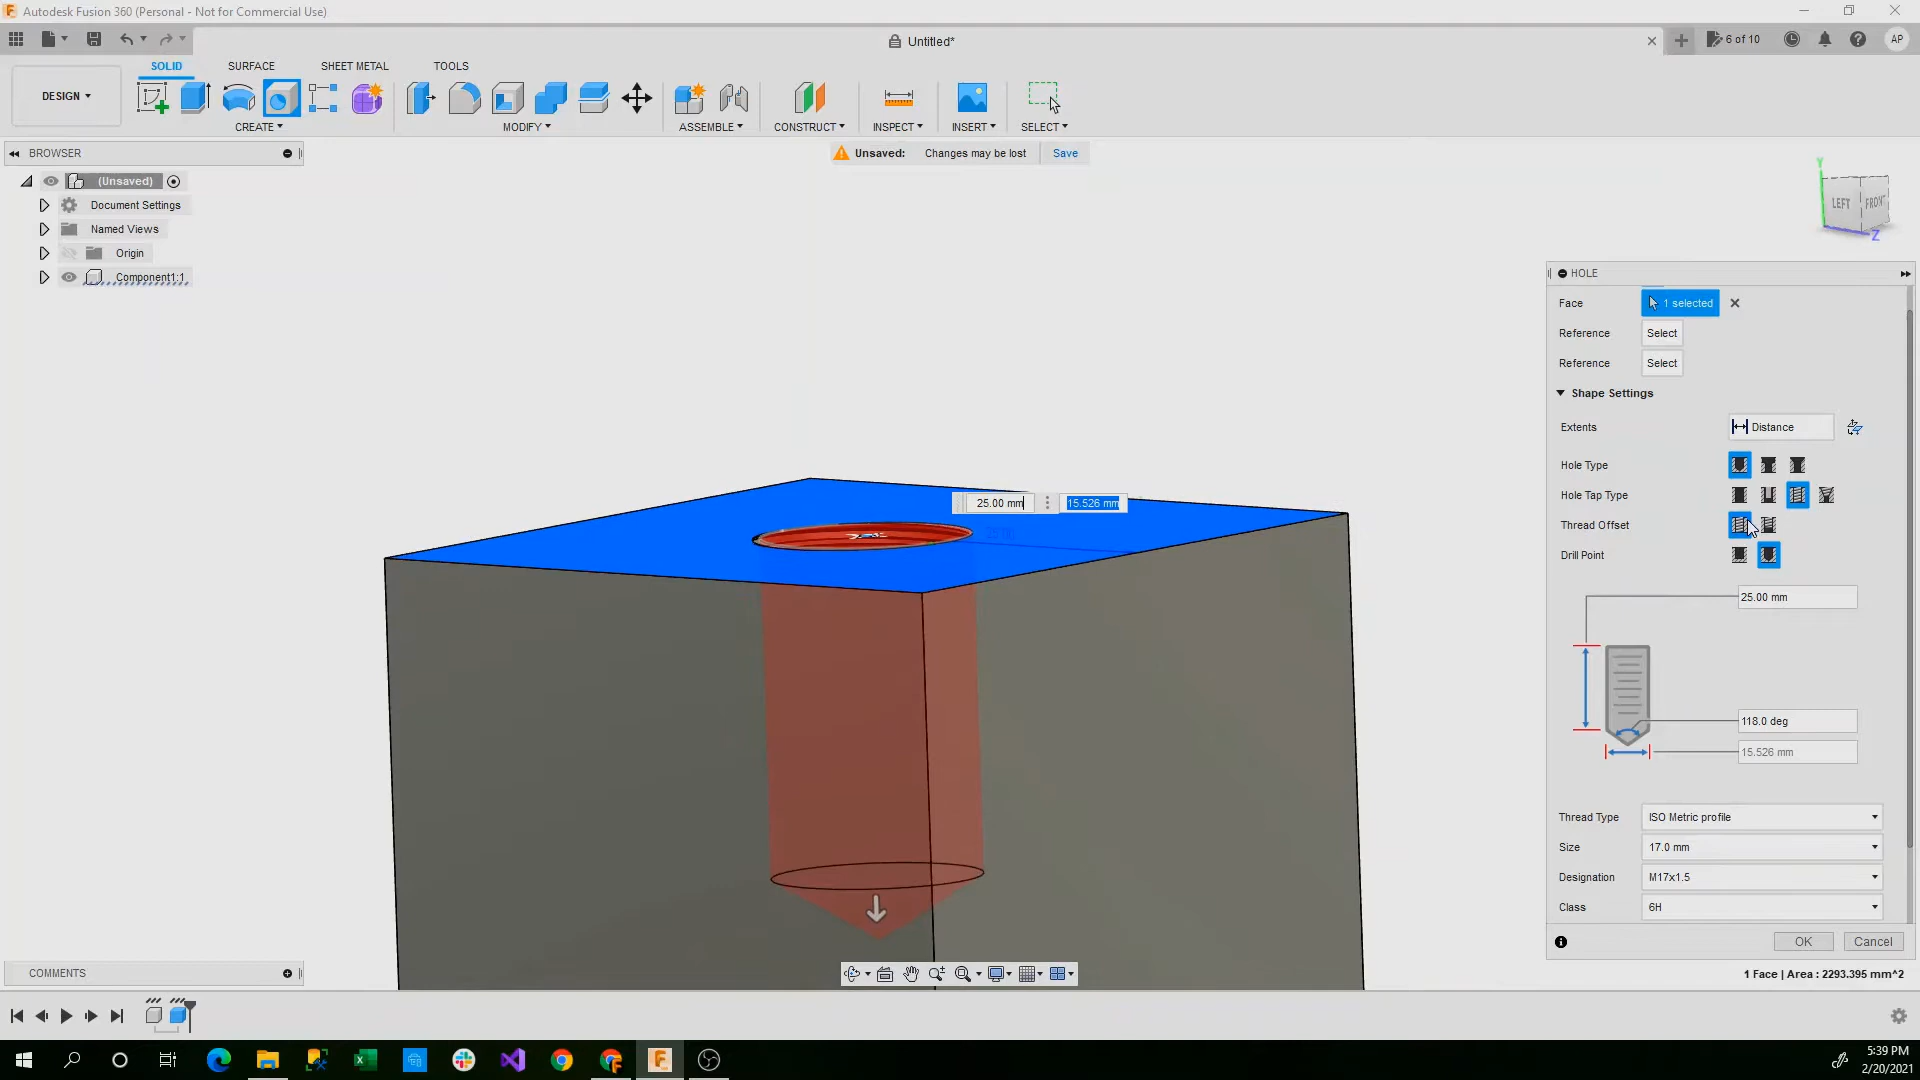 Autodesk Fusion 360 (Personal - Not for Commercial Use)
Untitled*
6 of 10
AP
DESIGN
SOLID
SURFACE
SHEET METAL
TOOLS
CREATE
MODIFY
ASSEMBLE
CONSTRUCT
INSPECT
INSERT
SELECT
BROWSER
Unsaved: Changes may be lost Save
(Unsaved)
Document Settings
Named Views
Origin
Component1:1
Y
LEFT
FRONT
Z
HOLE
Face 1 selected
Reference Select
Reference Select
Shape Settings
Extents Distance
Hole Type
Hole Tap Type
Thread Offset
Drill Point
25.00 mm
15.526 mm
25.00
25.00 mm
118.0 deg
15.526 mm
Thread Type ISO Metric profile
Size 17.0 mm
Designation M17x1.5
Class 6H
OK
Cancel
COMMENTS
1 Face | Area : 2293.395 mm^2
5:39 PM
2/20/2021